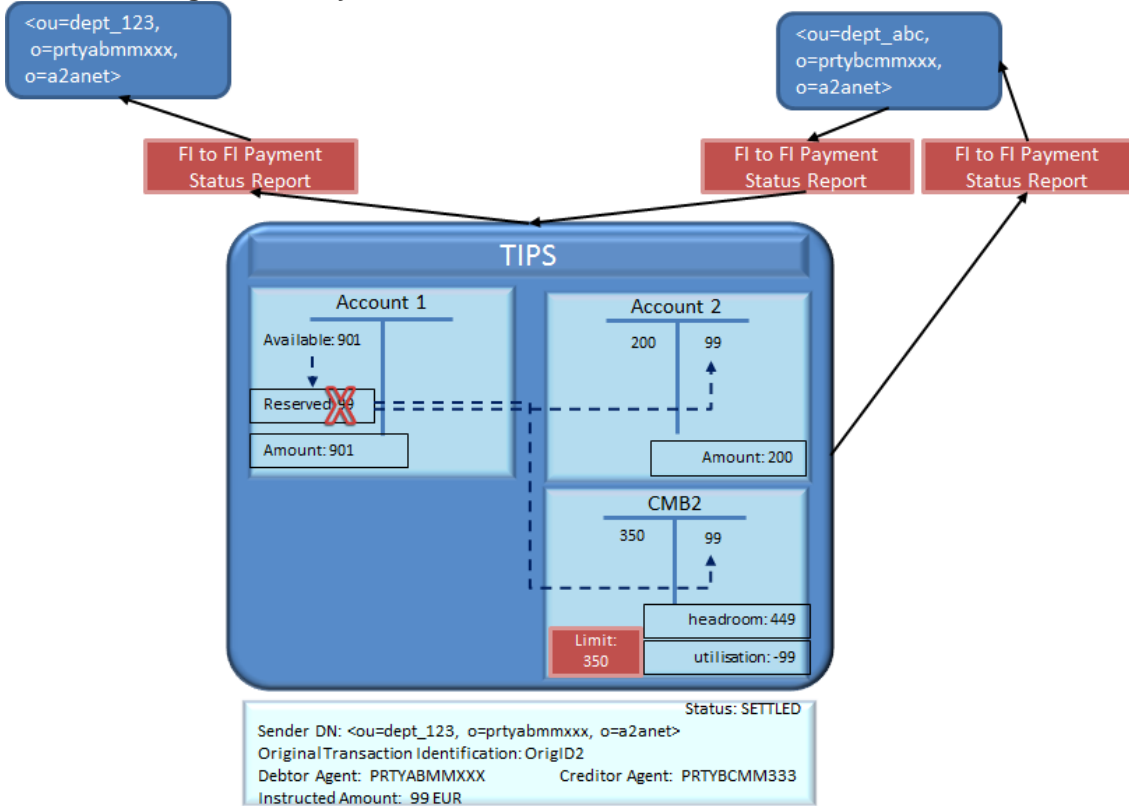 <ou=dept_123,
o=prtyabmmxxx,
o=a2anet>
<ou=dept_abc,
o=prtybcmmxxx,
o=a2anet>
FI to FI Payment
Status Report
FI to FI Payment
Status Report
FI to FI Payment
Status Report
TIPS
Account 1
Available: 901
Reserved: 99
X
Amount: 901
Account 2
200 99
Amount: 200
CMB2
350 99
headroom: 449
Limit:
350
utilisation: -99
Status: SETTLED
Sender DN: <ou=dept_123, o=prtyabmmxxx, o=a2anet>
Original Transaction Identification: OrigID2
Debtor Agent: PRTYABMMXXX Creditor Agent: PRTYBCMM333
Instructed Amount: 99 EUR